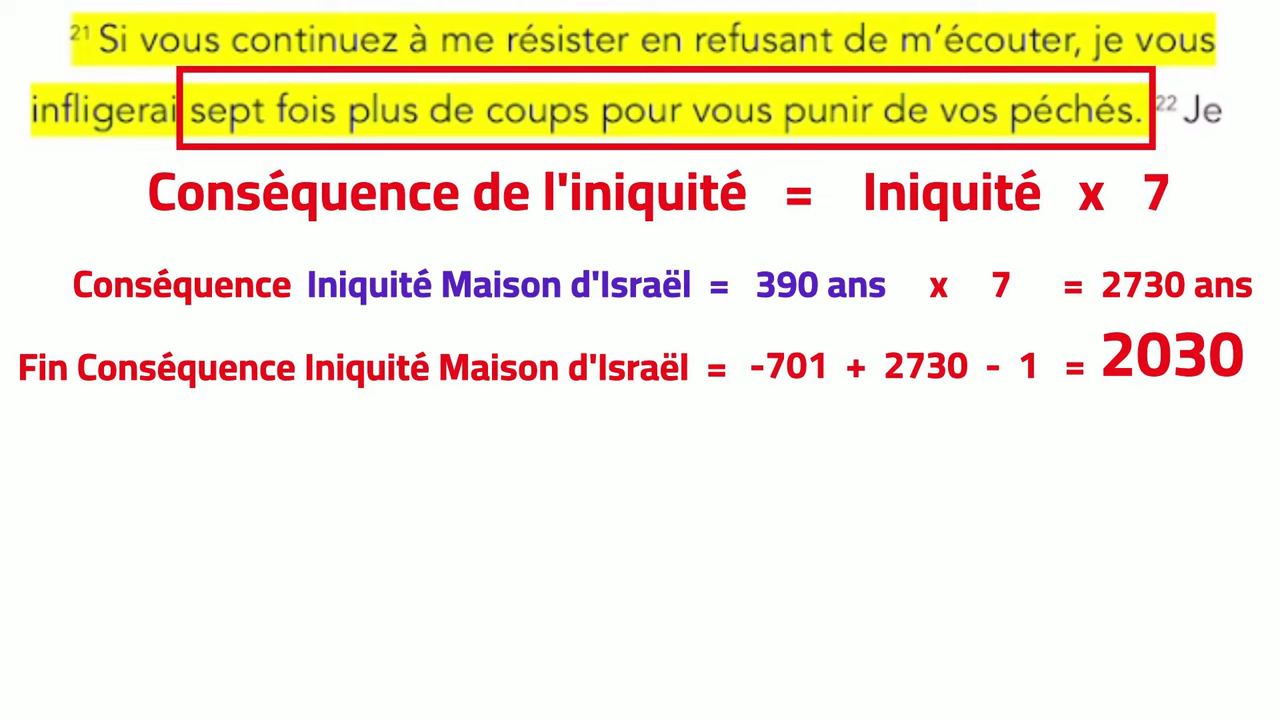 21 Si vous continuez à me résister en refusant de m’écouter, je vous
infligerai sept fois plus de coups pour vous punir de vos péchés. 22 Je
Conséquence de l'iniquité = Iniquité x 7
Conséquence Iniquité Maison d'Israël = 390 ans x 7 = 2730 ans
Fin Conséquence Iniquité Maison d'Israël = -701 + 2730 - 1 = 2030